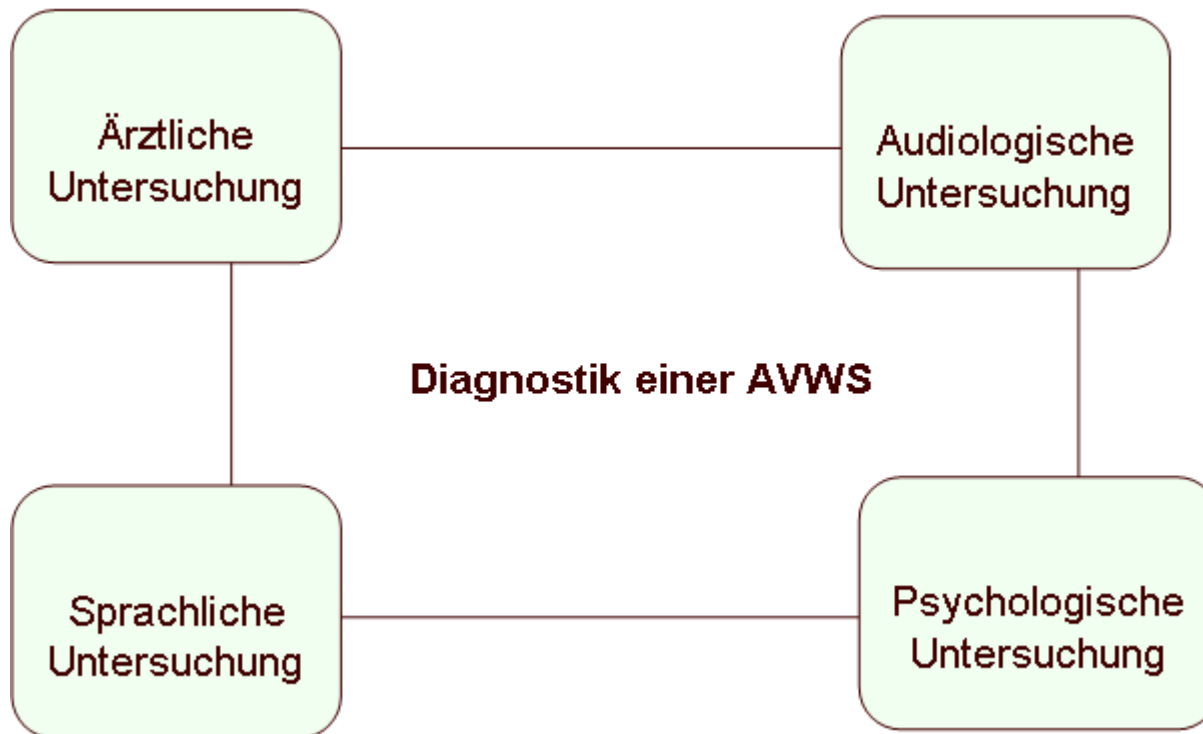 Ärztliche
Untersuchung
Audiologische
Untersuchung
Diagnostik einer AVWS
Sprachliche
Untersuchung
Psychologische
Untersuchung